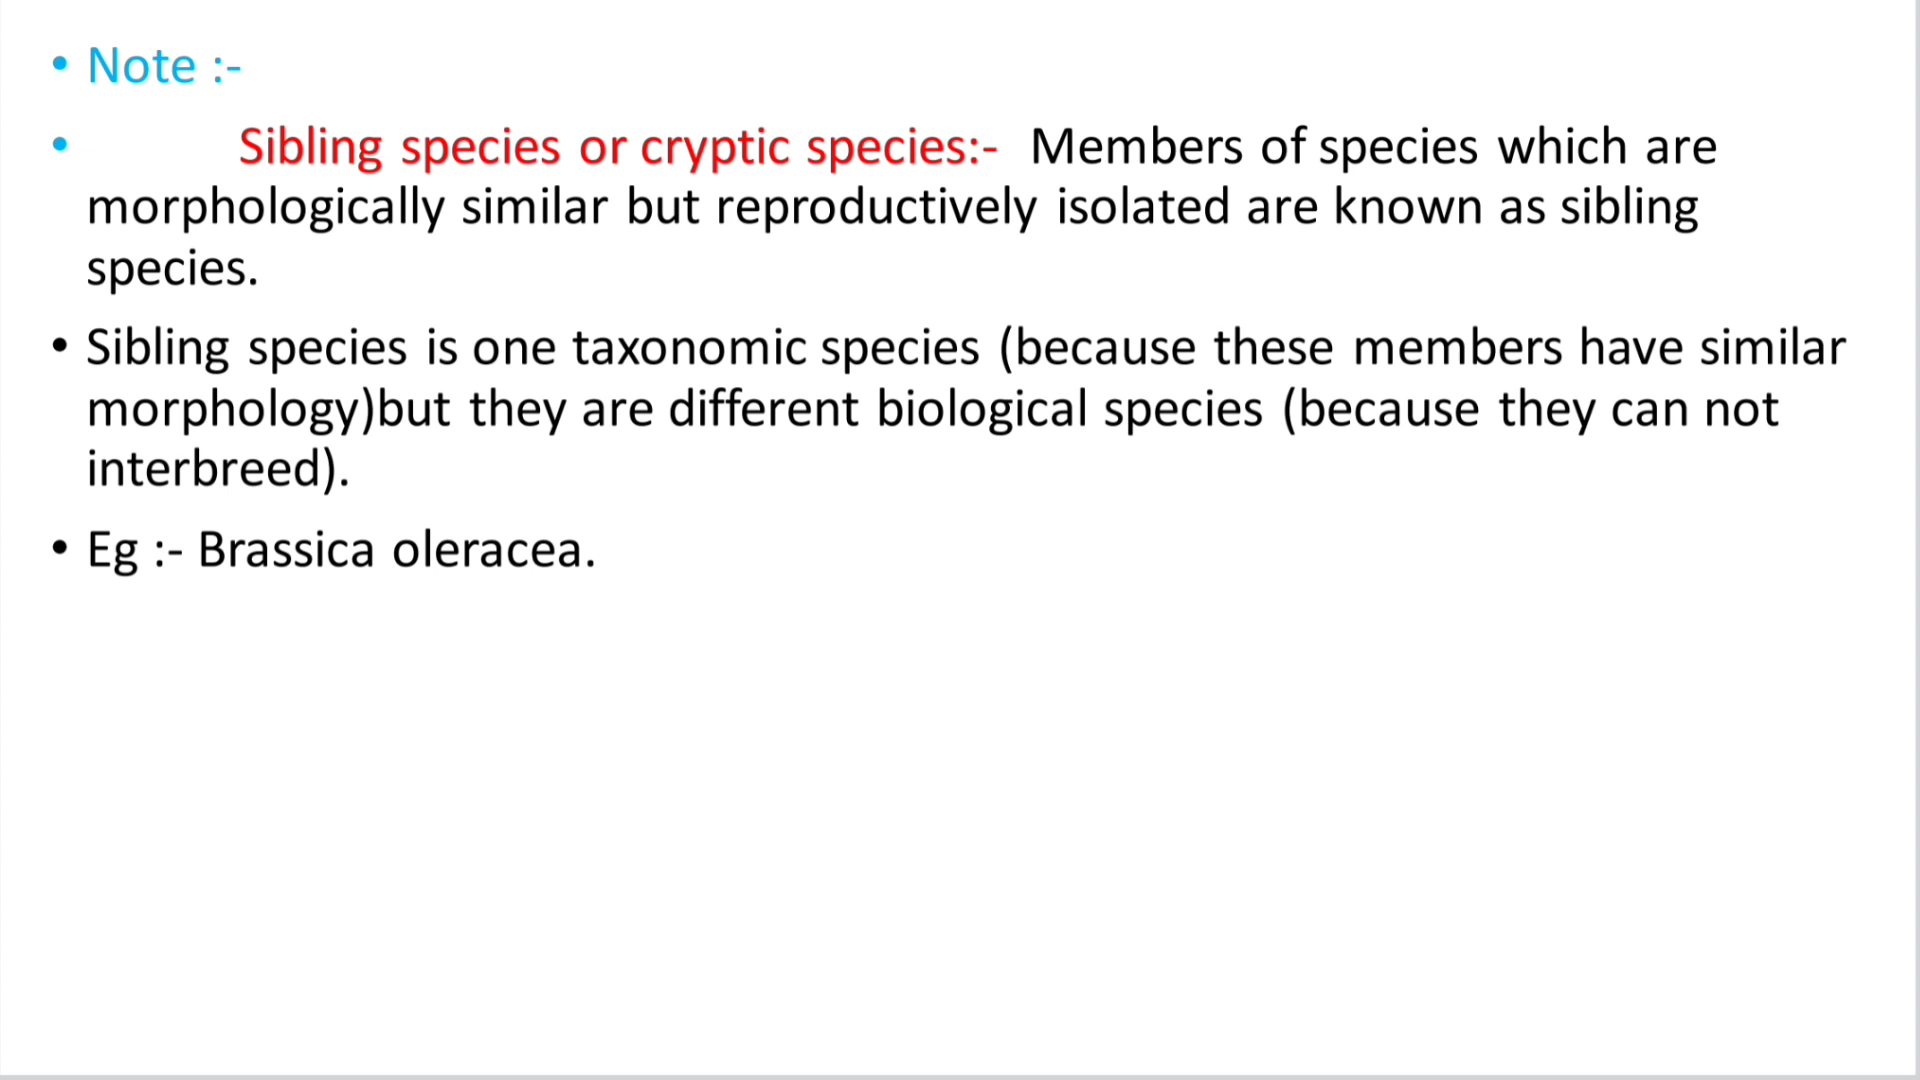 • Note :-
• Sibling species or cryptic species:- Members of species which are
morphologically similar but reproductively isolated are known as sibling
species.
• Sibling species is one taxonomic species (because these members have similar
morphology)but they are different biological species (because they can not
interbreed).
• Eg :- Brassica oleracea.